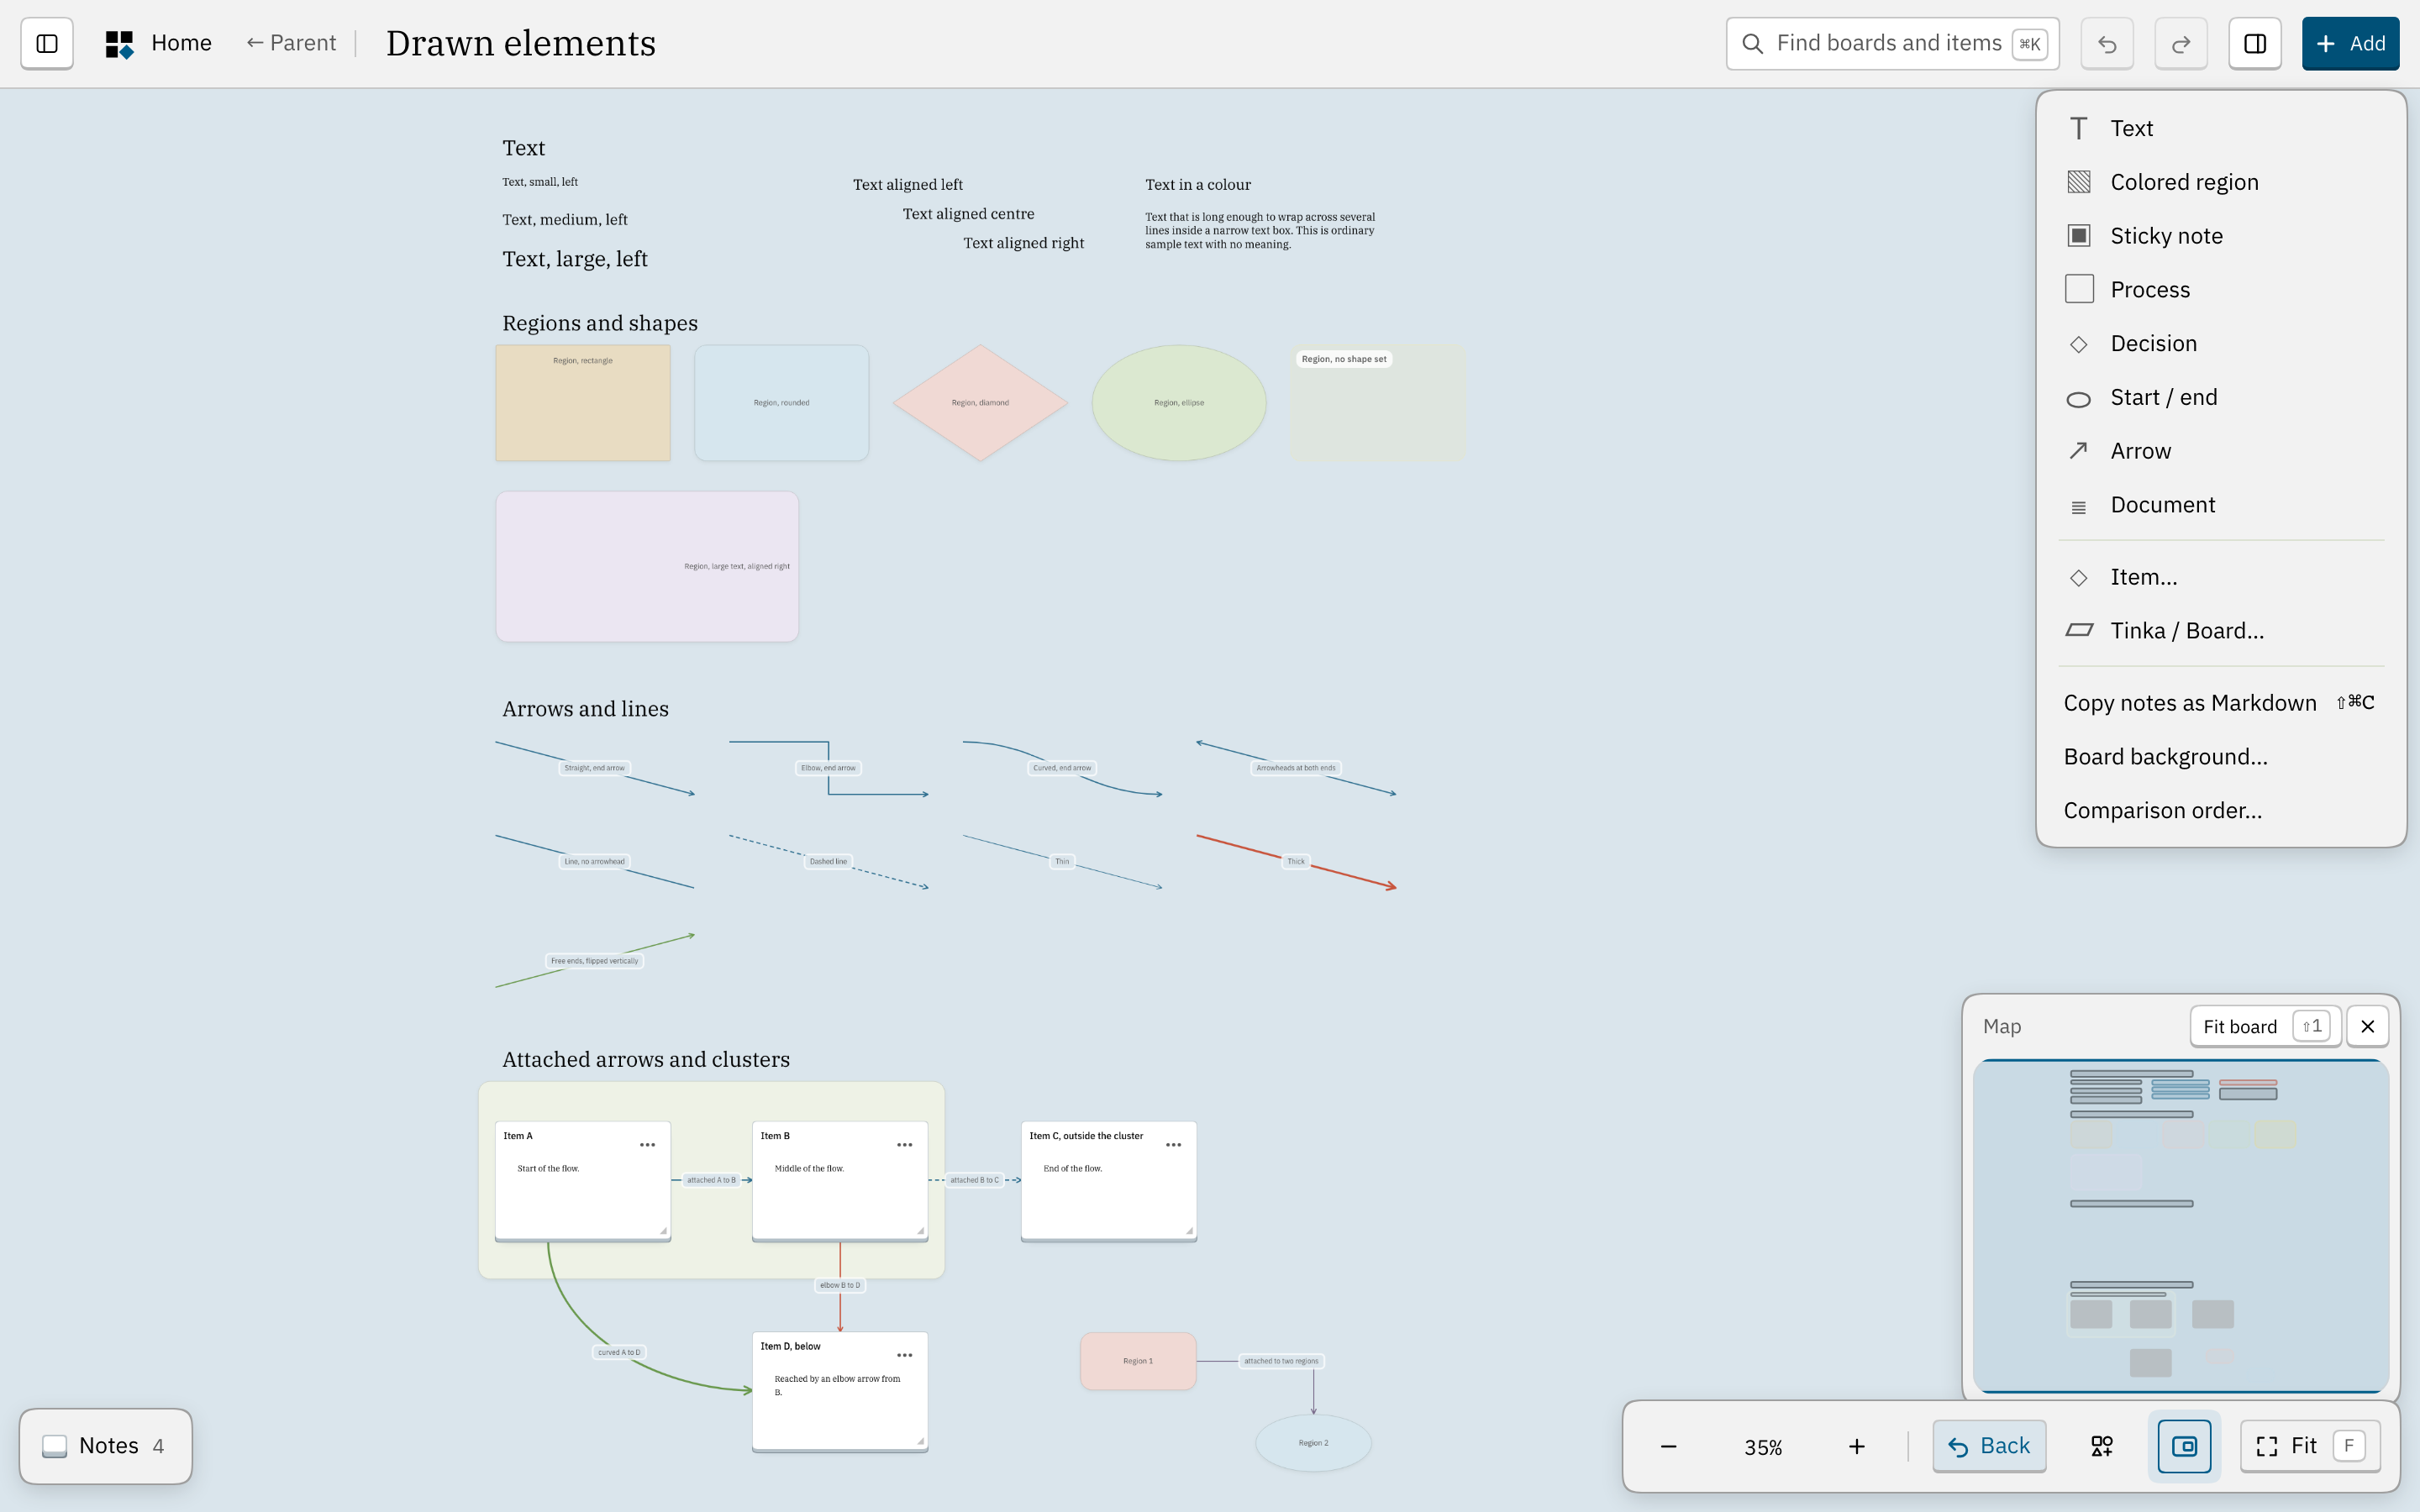 Home
← Parent
Drawn elements
Find boards and items ⌘K
+ Add
Text
Text, small, left
Text, medium, left
Text, large, left
Text aligned left
Text aligned centre
Text aligned right
Text in a colour
Text that is long enough to wrap across several
lines inside a narrow text box. This is ordinary
sample text with no meaning.
Regions and shapes
Region, rectangle
Region, rounded
Region, diamond
Region, ellipse
Region, no shape set
Region, large text, aligned right
Arrows and lines
Straight, end arrow
Elbow, end arrow
Curved, end arrow
Arrowheads at both ends
Line, no arrowhead
Dashed line
Thin
Thick
Free ends, flipped vertically
Attached arrows and clusters
Item A
Start of the flow.
attached A to B
Item B
Middle of the flow.
attached B to C
Item C, outside the cluster
End of the flow.
elbow B to D
curved A to D
Item D, below
Reached by an elbow arrow from
B.
Region 1
attached to two regions
Region 2
Text
Colored region
Sticky note
Process
Decision
Start / end
Arrow
Document
Item...
Tinka / Board...
Copy notes as Markdown ⇧⌘C
Board background...
Comparison order...
Map
Fit board ⇧1
Notes 4
35%
Back
Fit F